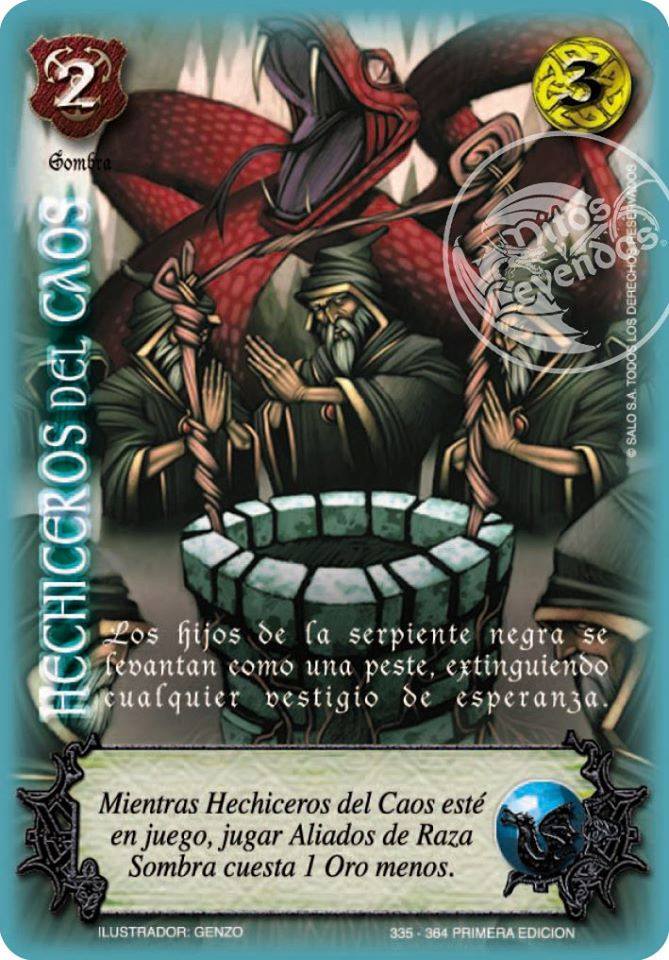 2
3
Sombra
HECHICEROS DEL CAOS
Mitos
y
Leyendas
© SALO S.A. TODOS LOS DERECHOS RESERVADOS
Los hijos de la serpiente negra se
levantan como una peste, extinguiendo
cualquier vestigio de esperanza.
Mientras Hechiceros del Caos esté
en juego, jugar Aliados de Raza
Sombra cuesta 1 Oro menos.
ILUSTRADOR: GENZO
335 - 364 PRIMERA EDICION